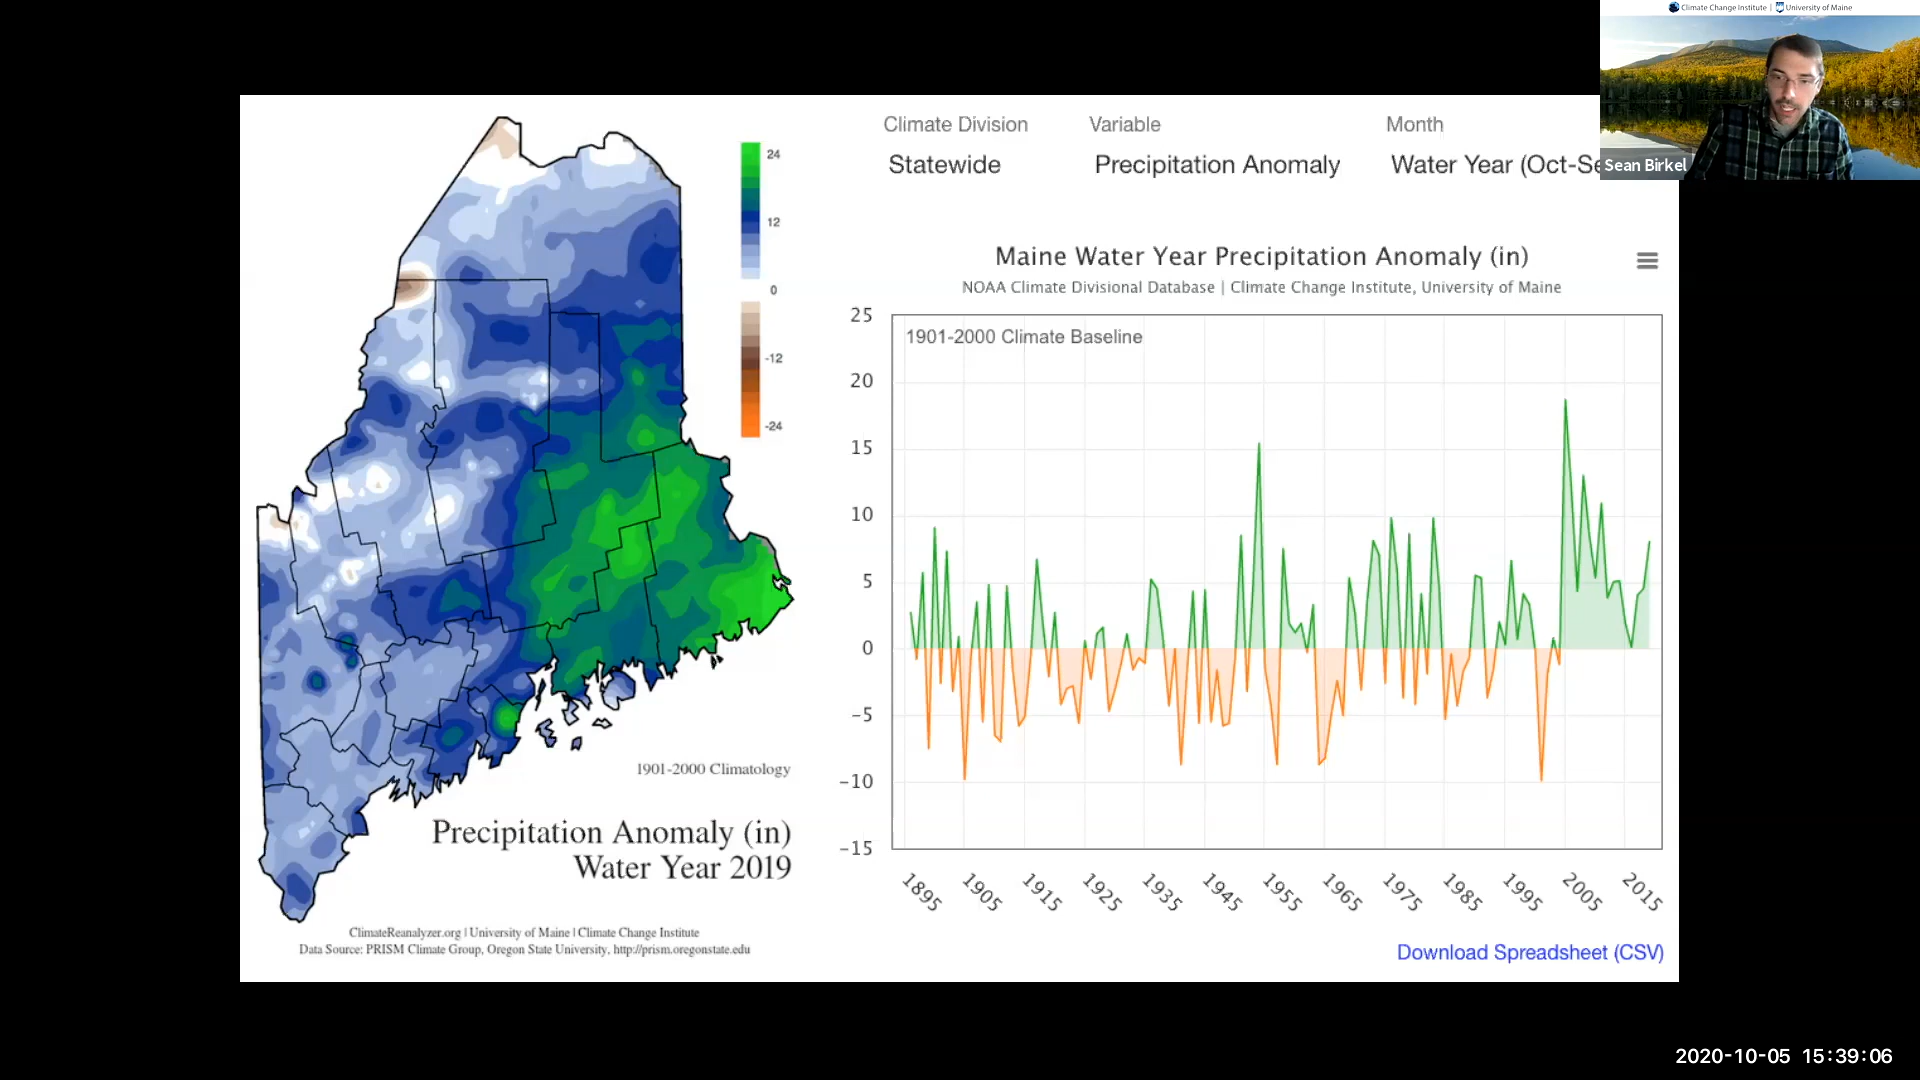 Climate Change Institute | University of Maine
Sean Birkel
Climate Division Variable Month
Statewide Precipitation Anomaly Water Year (Oct-Se
24
12
0
-12
-24
1901-2000 Climatology
Precipitation Anomaly (in)
Water Year 2019
ClimateReanalyzer.org | University of Maine | Climate Change Institute
Data Source: PRISM Climate Group, Oregon State University, http://prism.oregonstate.edu
Maine Water Year Precipitation Anomaly (in)
NOAA Climate Divisional Database | Climate Change Institute, University of Maine
1901-2000 Climate Baseline
25
20
15
10
5
0
−5
−10
−15
1895 1905 1915 1925 1935 1945 1955 1965 1975 1985 1995 2005 2015
Download Spreadsheet (CSV)
2020-10-05 15:39:06